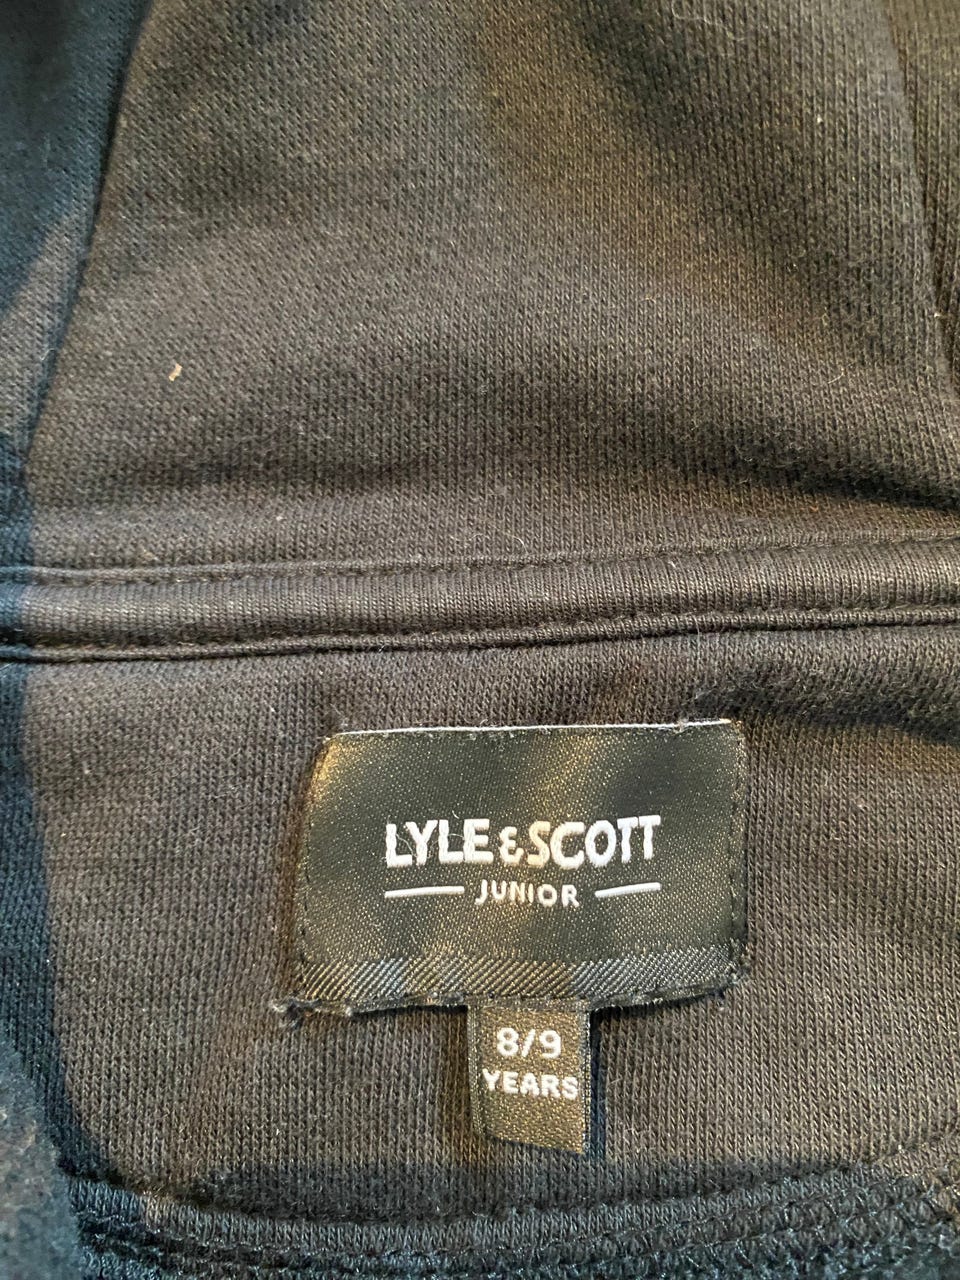 LYLE & SCOTT
JUNIOR
8/9
YEARS